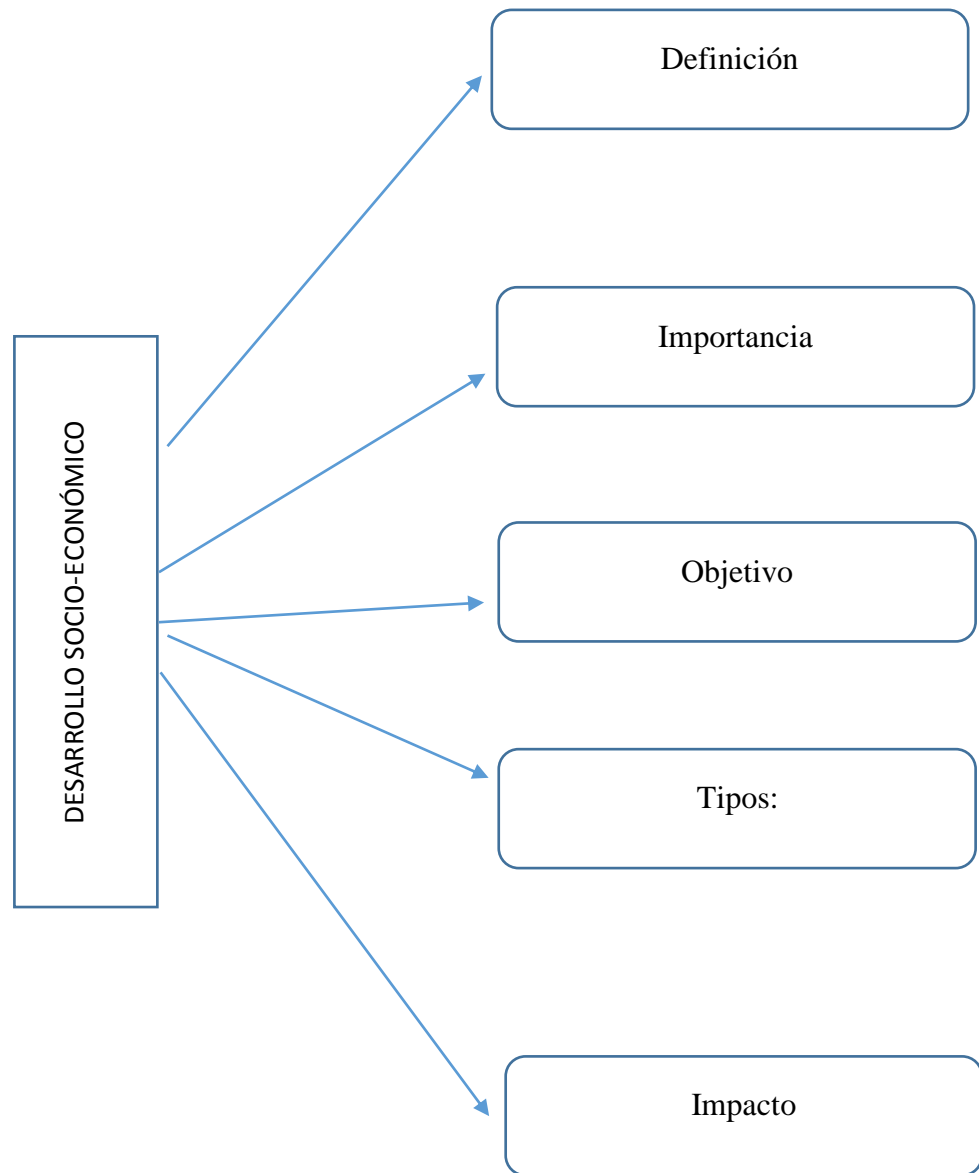 DESARROLLO SOCIO-ECONÓMICO
Definición
Importancia
Objetivo
Tipos:
Impacto